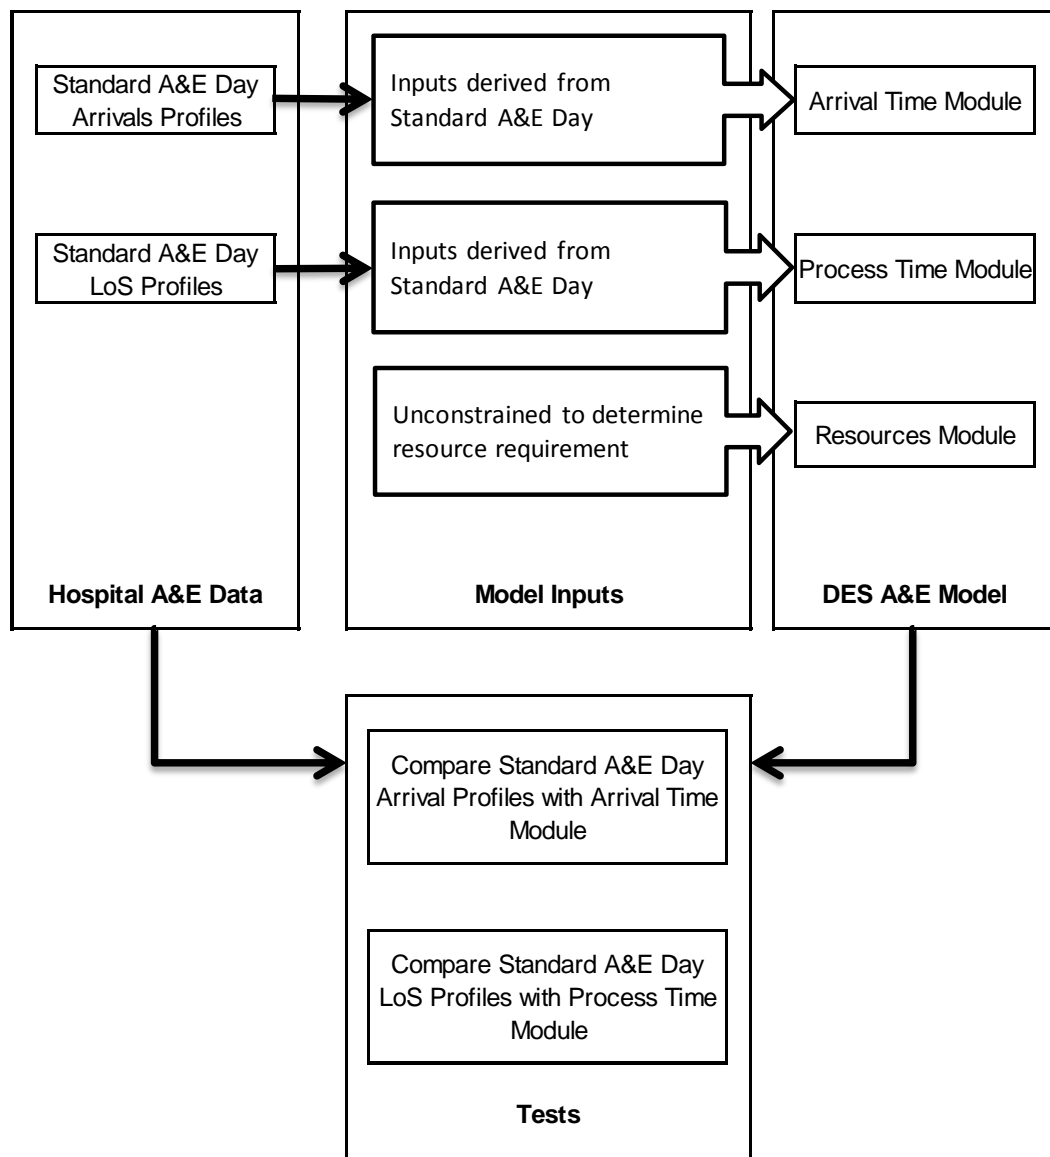 Standard A&E Day
Arrivals Profiles
Inputs derived from
Standard A&E Day
Arrival Time Module
Standard A&E Day
LoS Profiles
Inputs derived from
Standard A&E Day
Process Time Module
Unconstrained to determine
resource requirement
Resources Module
Hospital A&E Data
Model Inputs
DES A&E Model
Compare Standard A&E Day
Arrival Profiles with Arrival Time
Module
Compare Standard A&E Day
LoS Profiles with Process Time
Module
Tests